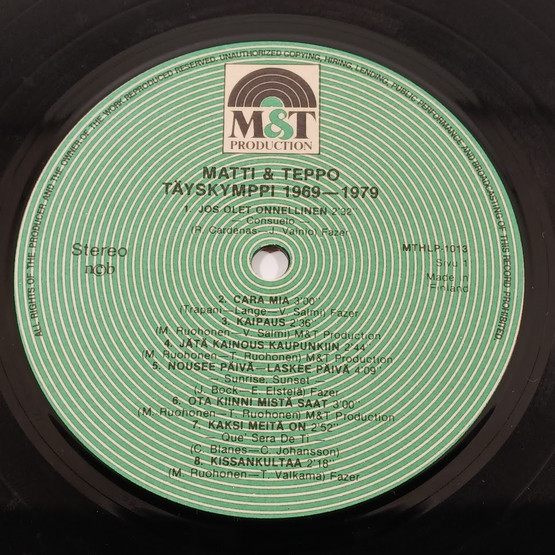 ALL RIGHTS OF THE PRODUCER AND THE OWNER OF THE WORK REPRODUCED RESERVED. UNAUTHORIZED COPYING, HIRING, LENDING, PUBLIC PERFORMANCE AND BROADCASTING OF THIS RECORD PROHIBITED.
M&T
PRODUCTION
MATTI & TEPPO
TÄYSKYMPPI 1969—1979
1. JOS OLET ONNELLINEN 2'32
Consuelo
(R. Cardenas—J. Vainio) Fazer
Stereo
n©b
MTHLP-1013
Sivu 1
Made in
Finland
2. CARA MIA 3'00''
(Trapani—Lange—V. Salmi) Fazer
3. KAIPAUS 2'36''
(M. Ruohonen—V. Salmi) M&T Production
4. JÄTÄ KAINOUS KAUPUNKIIN 2'44''
(M. Ruohonen—T. Ruohonen) M&T Production
5. NOUSEE PÄIVÄ—LASKEE PÄIVÄ 4'09''
Sunrise, Sunset —
(J. Bock—E. Elstelä) Fazer
6. OTA KIINNI MISTÄ SAAT 3'00''
(M. Ruohonen—T. Ruohonen) M&T Production
7. KAKSI MEITÄ ON 2'52''
Que' Sera De Ti
(C. Blanes—C. Johansson)
8. KISSANKULTAA 2'18''
(M. Ruohonen—T. Valkama) Fazer